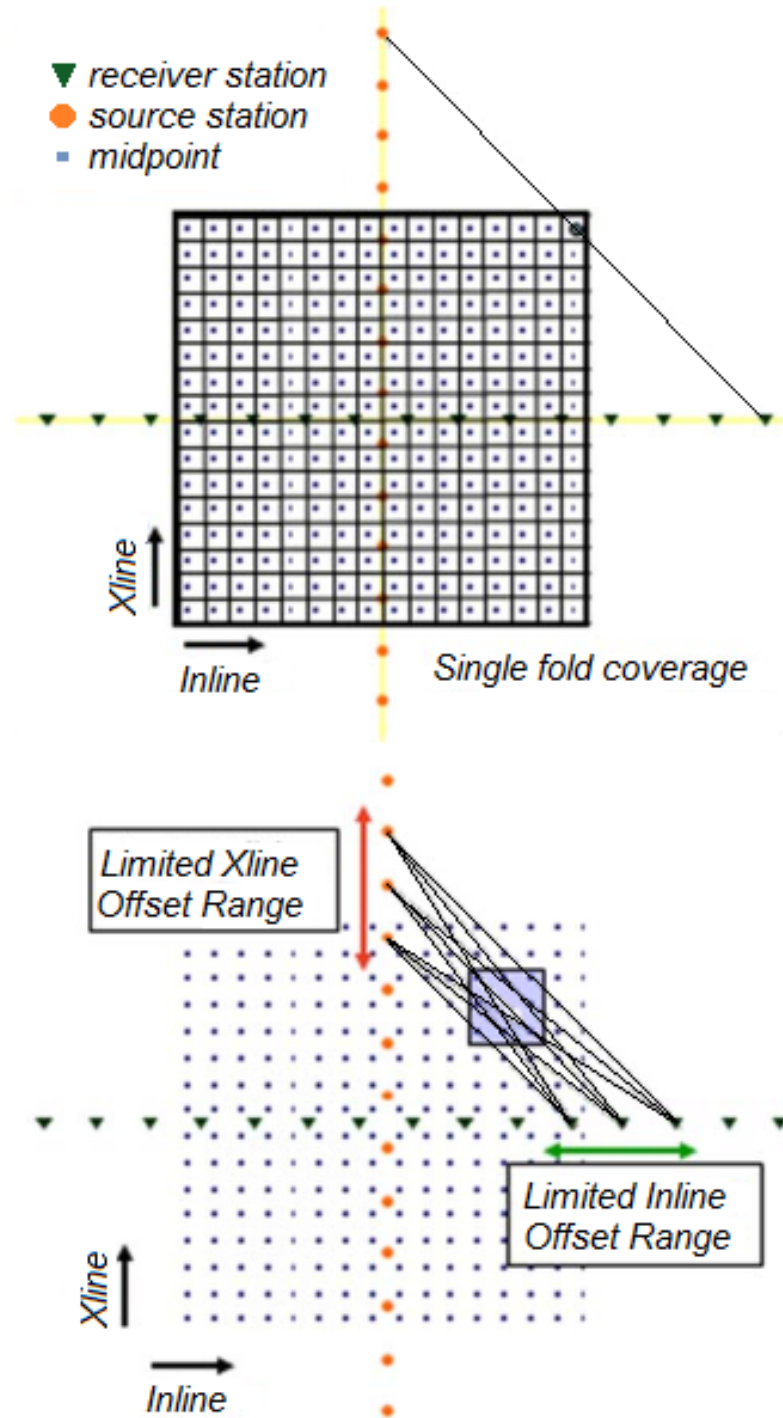 receiver station
source station
midpoint
Xline
Inline
Single fold coverage
Limited Xline
Offset Range
Limited Inline
Offset Range
Xline
Inline